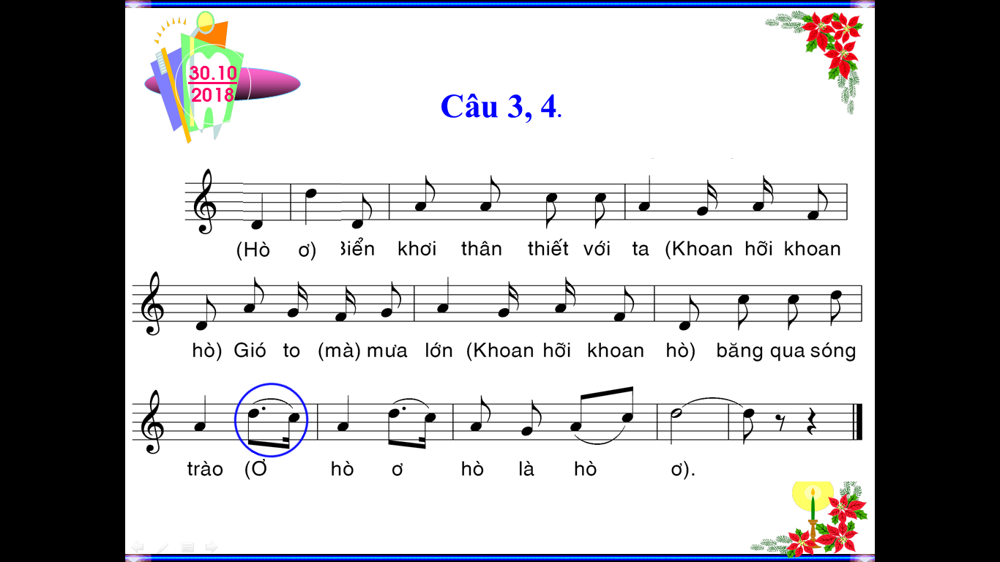 30.10
2018
Câu 3, 4.
(Hò ơ) Biển khơi thân thiết với ta (Khoan hỡi khoan
hò) Gió to (mà) mưa lớn (Khoan hỡi khoan hò) băng qua sóng
trào (Ơ hò ơ hò là hò ơ).